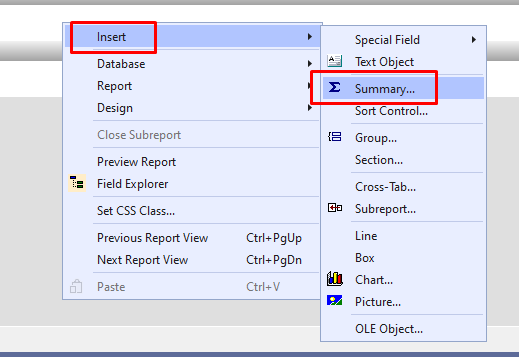 Insert
Database
Report
Design
Close Subreport
Preview Report
Field Explorer
Set CSS Class...
Previous Report View Ctrl+PgUp
Next Report View Ctrl+PgDn
Paste Ctrl+V
Special Field
Text Object
Summary...
Sort Control...
Group...
Section...
Cross-Tab...
Subreport...
Line
Box
Chart...
Picture...
OLE Object...